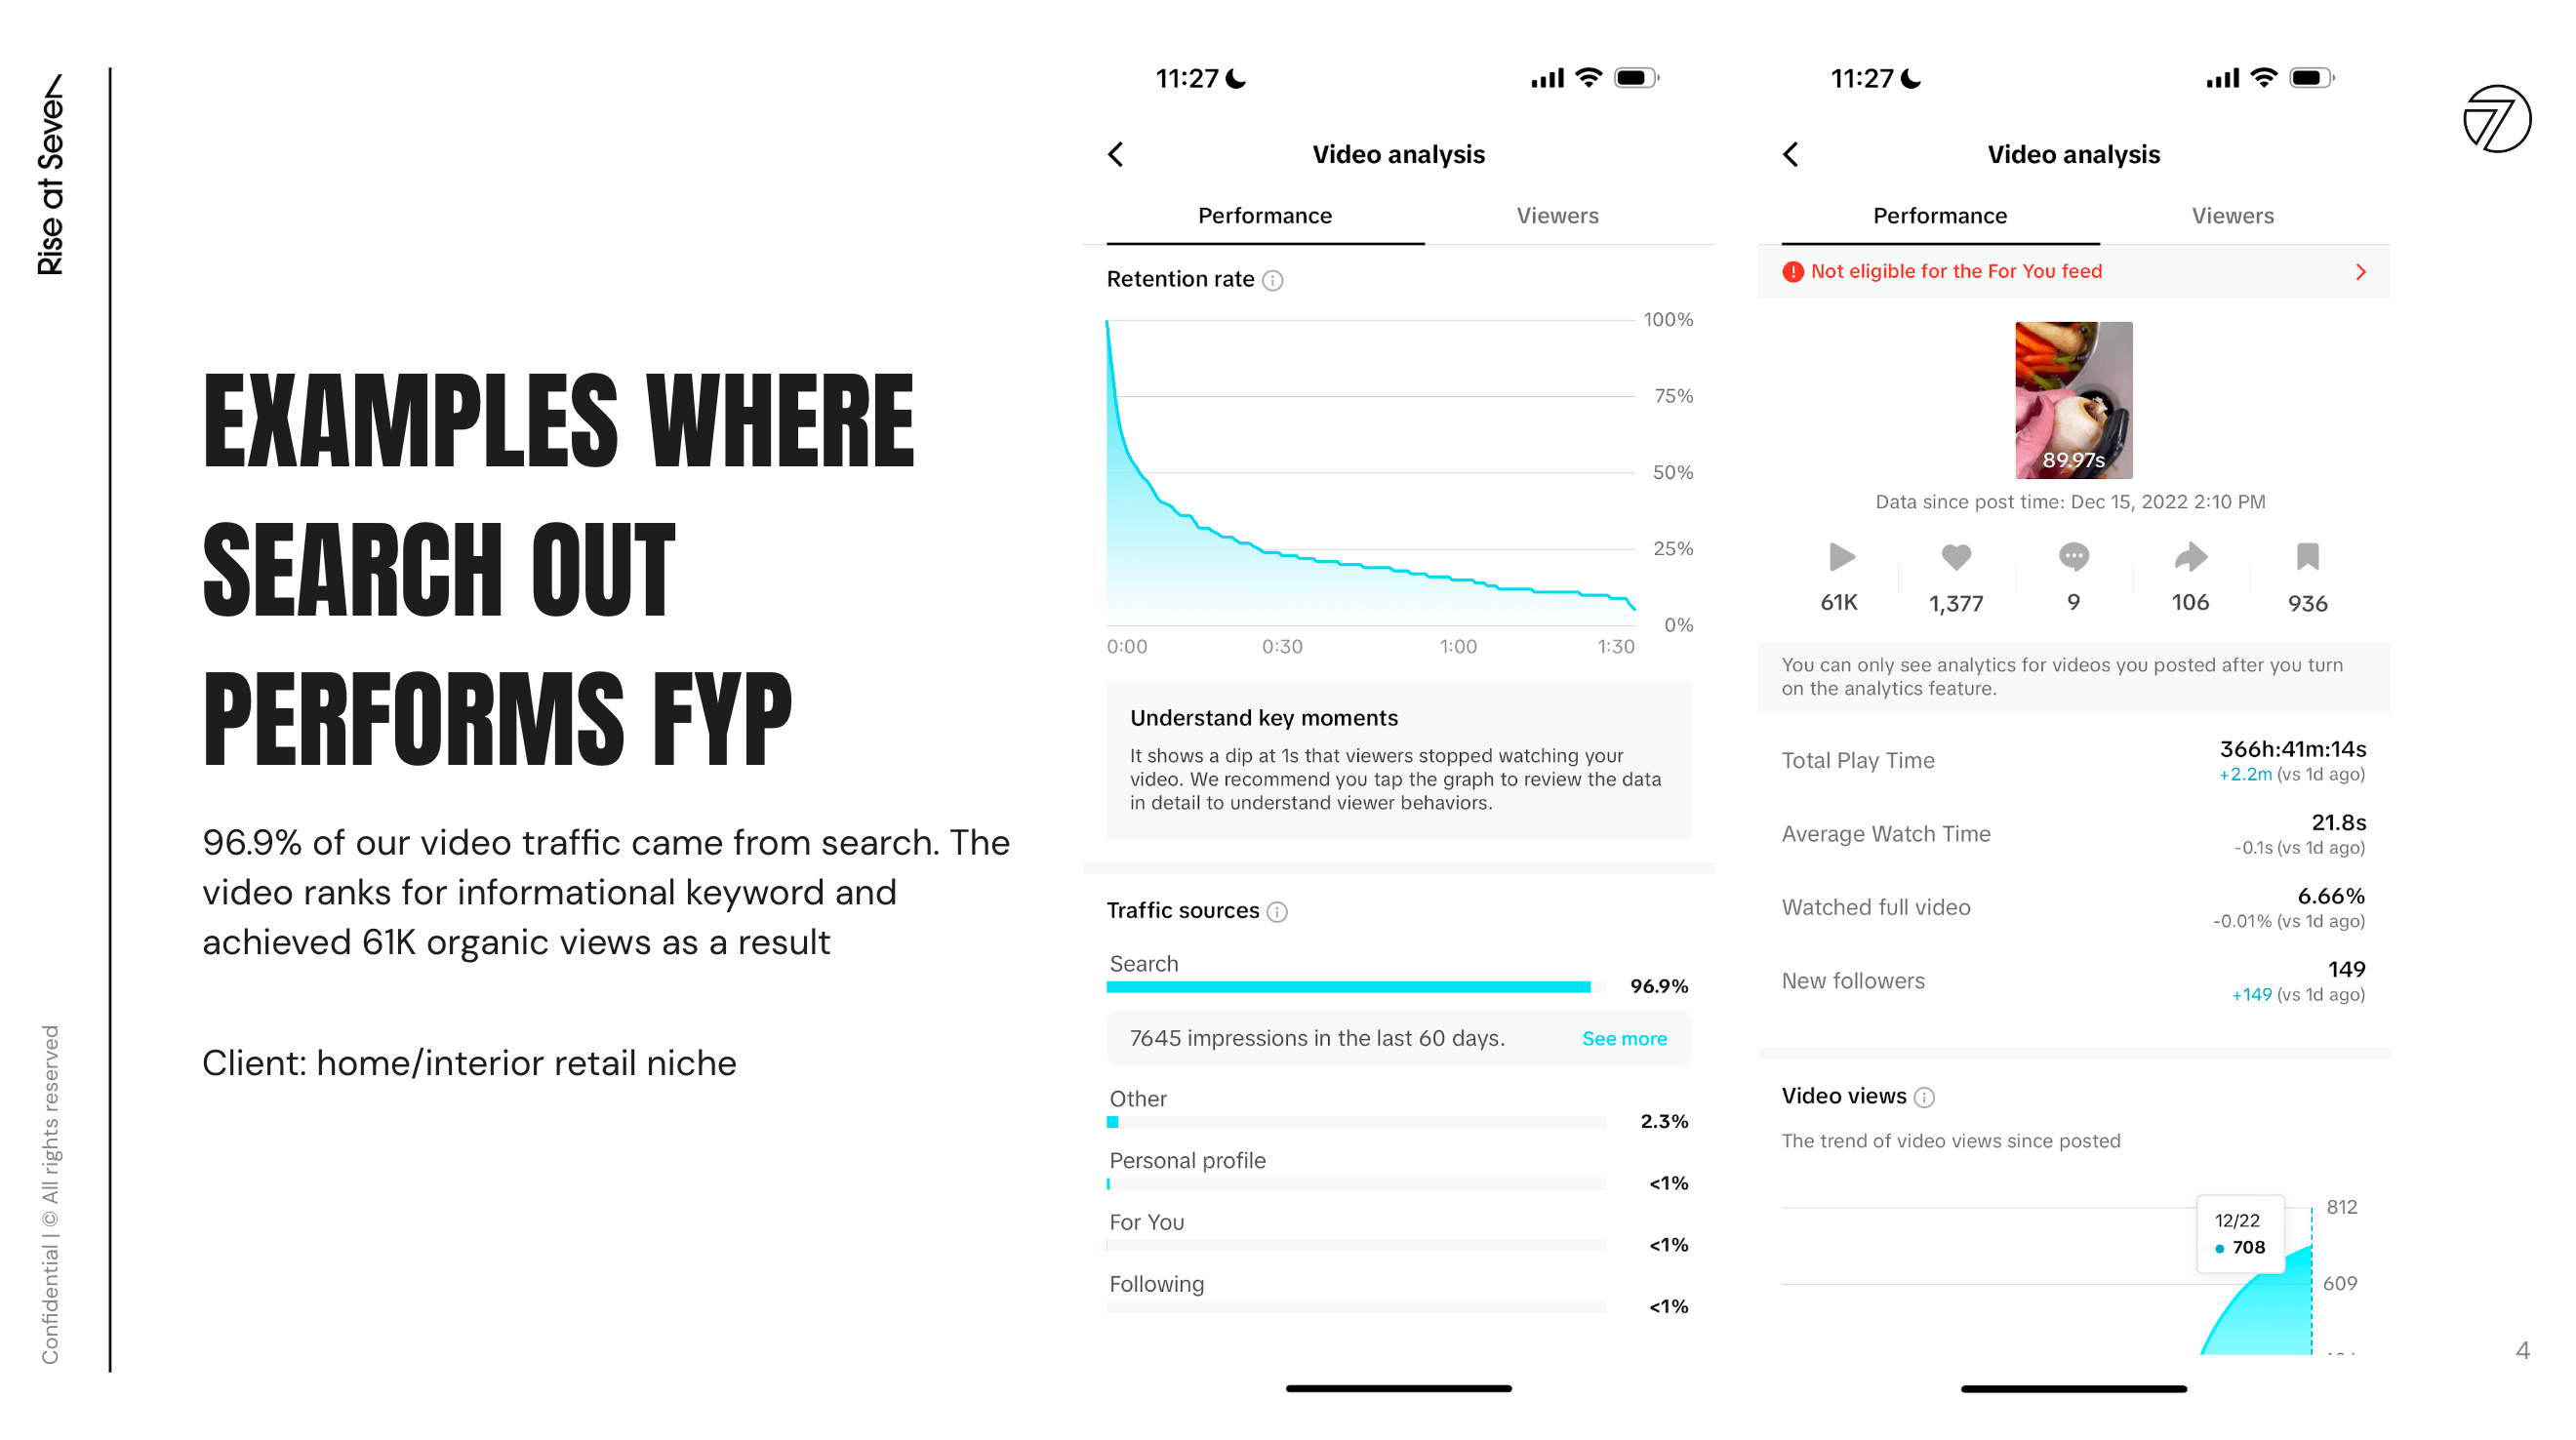 Rise at Seven
EXAMPLES WHERE
SEARCH OUT
PERFORMS FYP
96.9% of our video traffic came from search. The
video ranks for informational keyword and
achieved 61K organic views as a result
Client: home/interior retail niche
Confidential | © All rights reserved
11:27
Video analysis
Performance
Viewers
Retention rate
100%
75%
50%
25%
0%
0:00
0:30
1:00
1:30
Understand key moments
It shows a dip at 1s that viewers stopped watching your
video. We recommend you tap the graph to review the data
in detail to understand viewer behaviors.
Traffic sources
Search
96.9%
7645 impressions in the last 60 days.
See more
Other
2.3%
Personal profile
<1%
For You
<1%
Following
<1%
11:27
Video analysis
Performance
Viewers
Not eligible for the For You feed
89.97s
Data since post time: Dec 15, 2022 2:10 PM
61K
1,377
9
106
936
You can only see analytics for videos you posted after you turn
on the analytics feature.
Total Play Time
366h:41m:14s
+2.2m (vs 1d ago)
Average Watch Time
21.8s
-0.1s (vs 1d ago)
Watched full video
6.66%
-0.01% (vs 1d ago)
New followers
149
+149 (vs 1d ago)
Video views
The trend of video views since posted
812
12/22
708
609
7
4